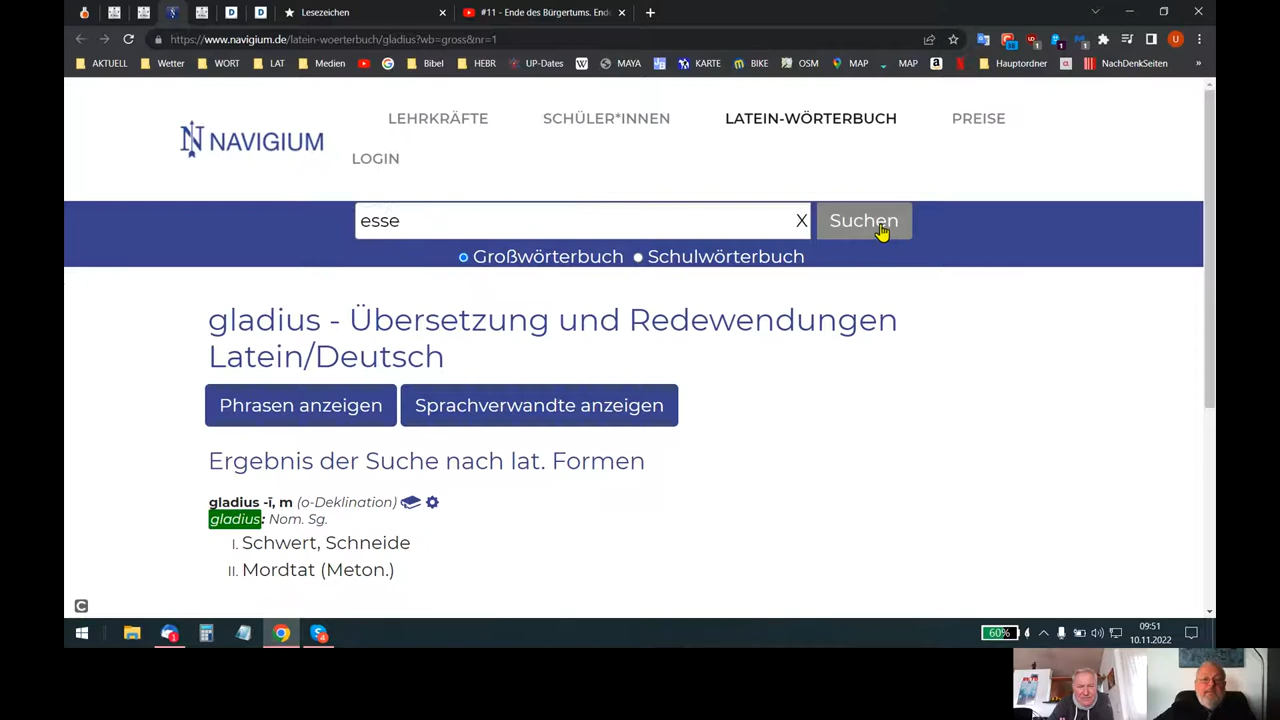 Lesezeichen
#11 - Ende des Bürgertums. Ende
https://www.navigium.de/latein-woerterbuch/gladius?wb=gross&nr=1
AKTUELL Wetter WORT LAT Medien Bibel HEBR UP-Dates MAYA KARTE BIKE OSM MAP MAP Hauptordner NachDenkSeiten »
NAVIGIUM
LEHRKRÄFTE SCHÜLER*INNEN LATEIN-WÖRTERBUCH PREISE
LOGIN
esse X Suchen
Großwörterbuch Schulwörterbuch
gladius - Übersetzung und Redewendungen
Latein/Deutsch
Phrasen anzeigen Sprachverwandte anzeigen
Ergebnis der Suche nach lat. Formen
gladius -ī, m (o-Deklination)
gladius: Nom. Sg.
I. Schwert, Schneide
II. Mordtat (Meton.)
60% 09:51
10.11.2022